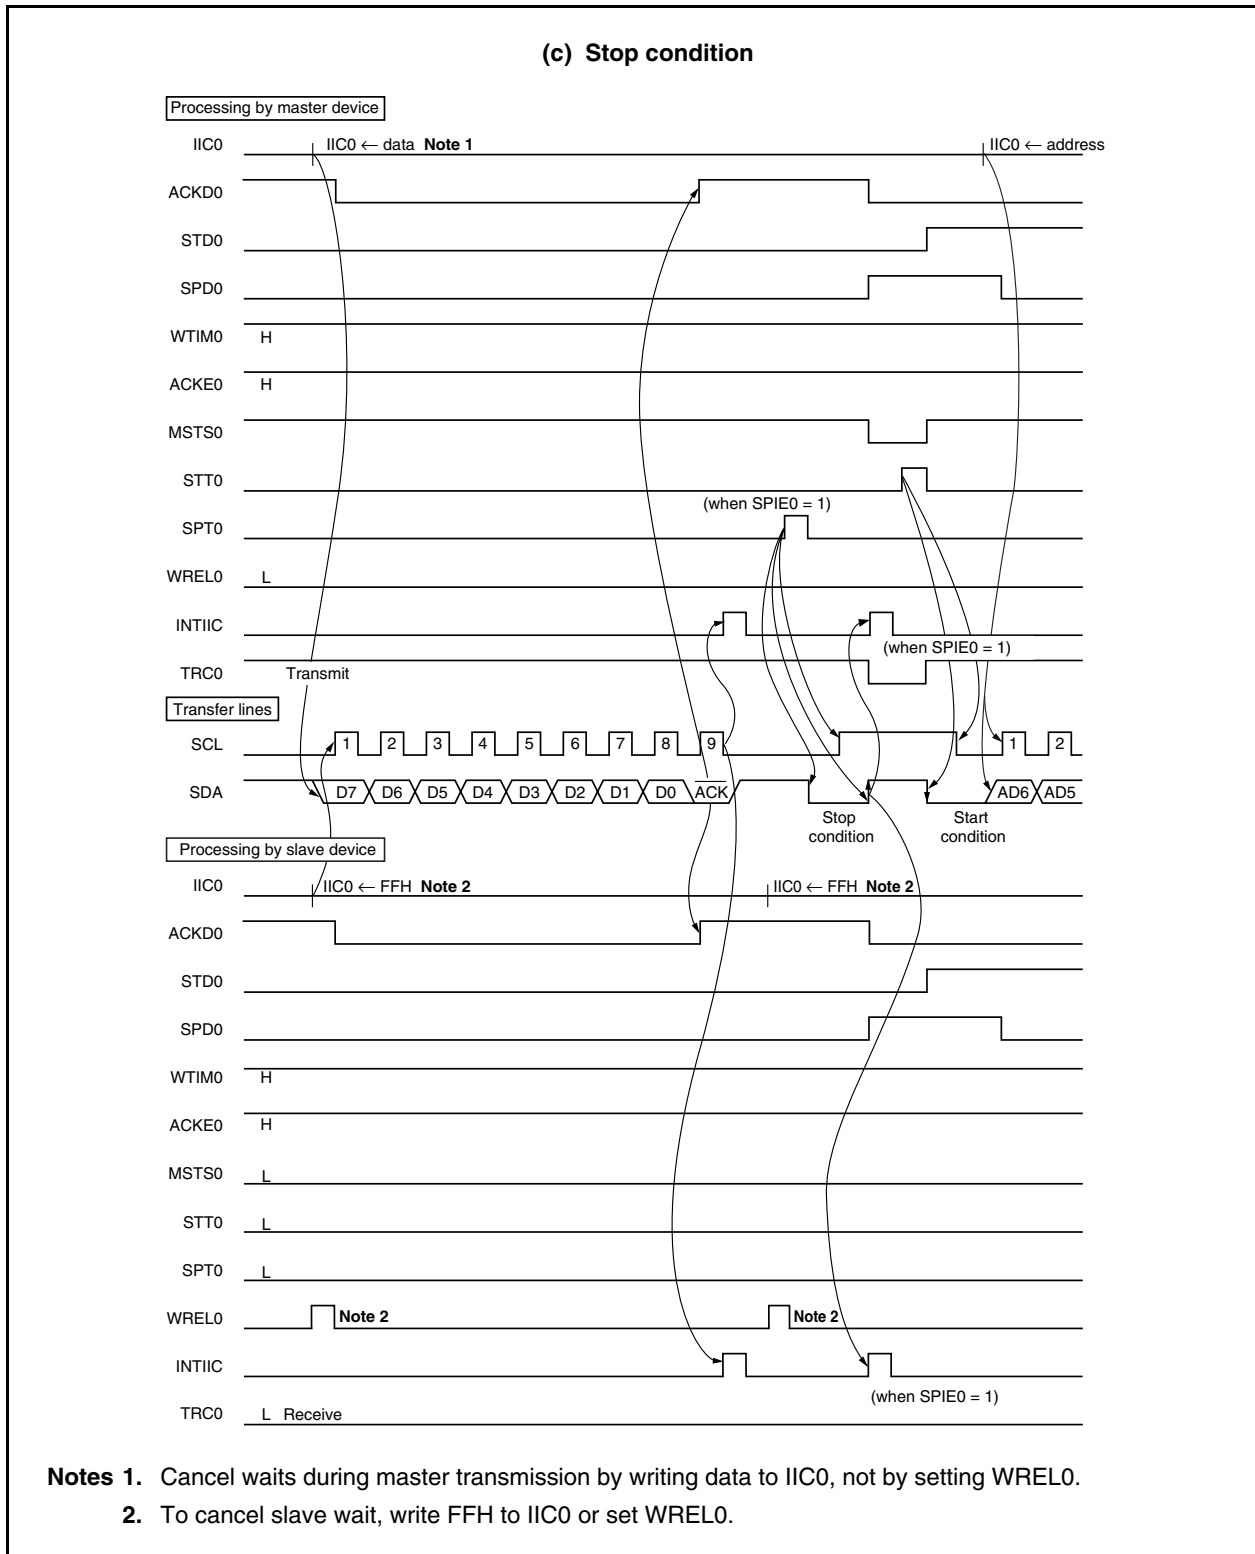 (c) Stop condition
Processing by master device
IIC0 IIC0 ← data Note 1 IIC0 ← address
ACKD0
STD0
SPD0
WTIM0 H
ACKE0 H
MSTS0
STT0
(when SPIE0 = 1)
SPT0
WREL0 L
INTIIC
(when SPIE0 = 1)
TRC0 Transmit
Transfer lines
SCL 1 2 3 4 5 6 7 8 9 1 2
SDA D7 D6 D5 D4 D3 D2 D1 D0 ACK AD6 AD5
Stop Start
condition condition
Processing by slave device
IIC0 IIC0 ← FFH Note 2 IIC0 ← FFH Note 2
ACKD0
STD0
SPD0
WTIM0 H
ACKE0 H
MSTS0 L
STT0 L
SPT0 L
WREL0 Note 2 Note 2
INTIIC
(when SPIE0 = 1)
TRC0 L Receive
Notes 1. Cancel waits during master transmission by writing data to IIC0, not by setting WREL0.
2. To cancel slave wait, write FFH to IIC0 or set WREL0.